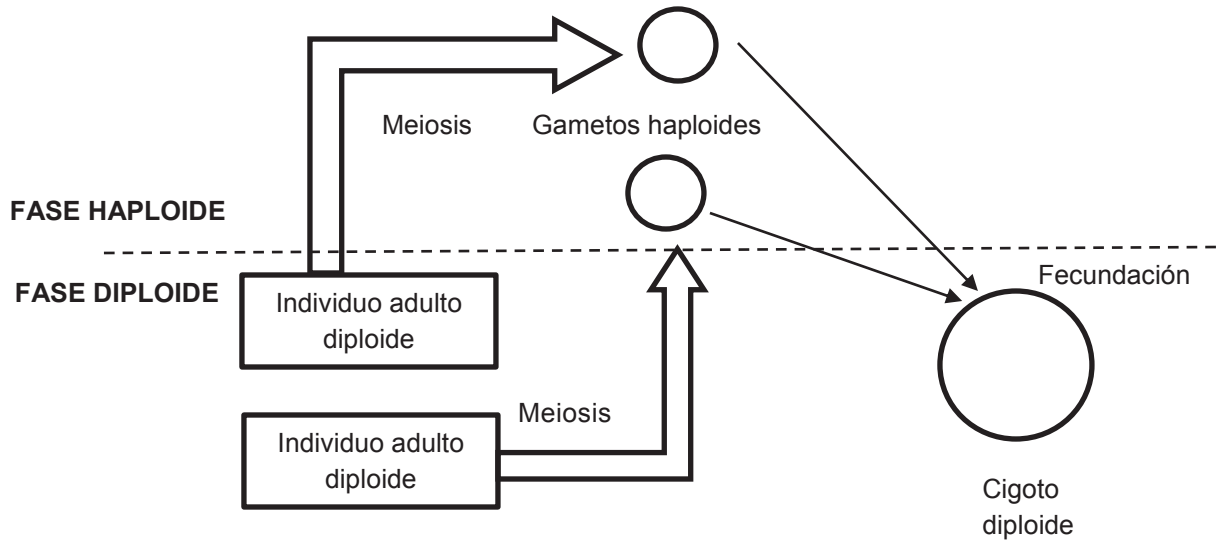 Meiosis
Gametos haploides
FASE HAPLOIDE
FASE DIPLOIDE
Individuo adulto
diploide
Fecundación
Individuo adulto
diploide
Meiosis
Cigoto
diploide